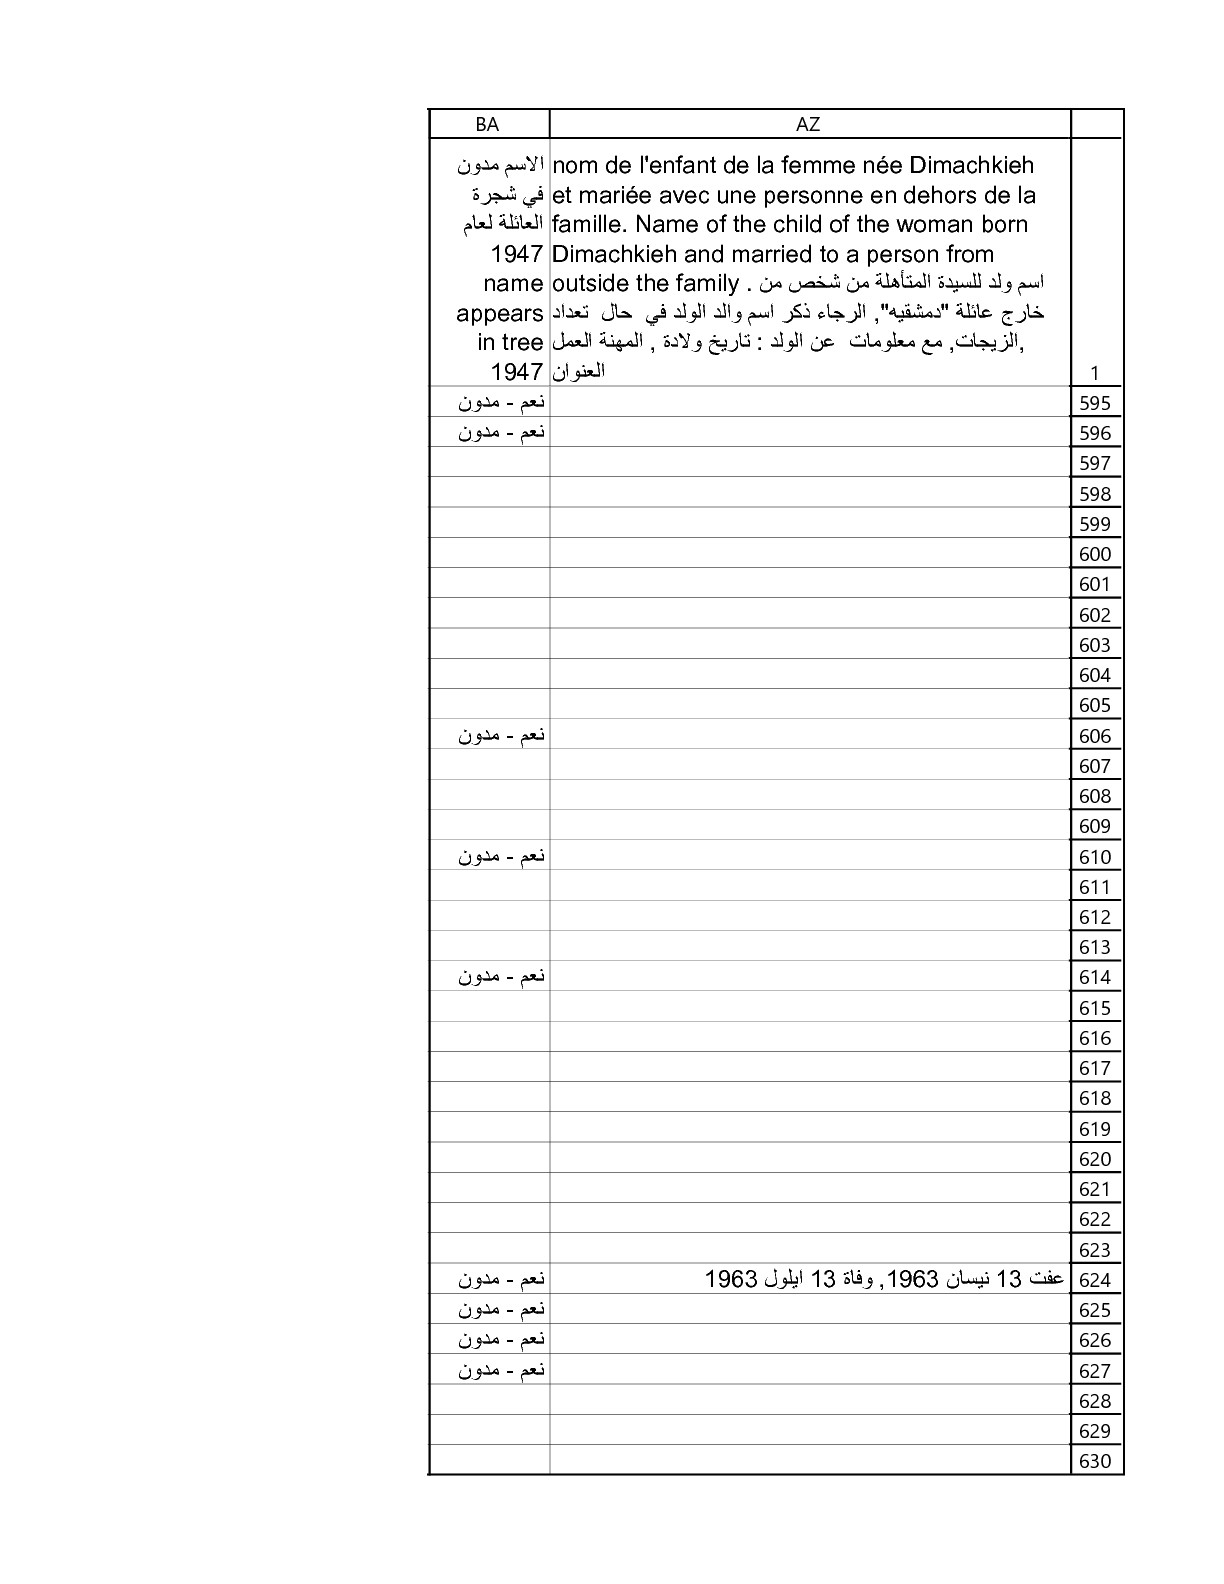 BA AZ
الاسم مدون nom de l'enfant de la femme née Dimachkieh
في شجرة et mariée avec une personne en dehors de la
العائلة لعام famille. Name of the child of the woman born
1947 Dimachkieh and married to a person from
name outside the family . اسم ولد للسيدة المتأهلة من شخص من
appears خارج عائلة "دمشقيه", الرجاء ذكر اسم والد الولد في حال تعداد
in tree الزيجات, مع معلومات عن الولد : تاريخ ولادة , المهنة العمل,
1947 العنوان 1
نعم - مدون 595
نعم - مدون 596
597
598
599
600
601
602
603
604
605
نعم - مدون 606
607
608
609
نعم - مدون 610
611
612
613
نعم - مدون 614
615
616
617
618
619
620
621
622
623
نعم - مدون عفت 13 نيسان 1963, وفاة 13 ايلول 1963 624
نعم - مدون 625
نعم - مدون 626
نعم - مدون 627
628
629
630